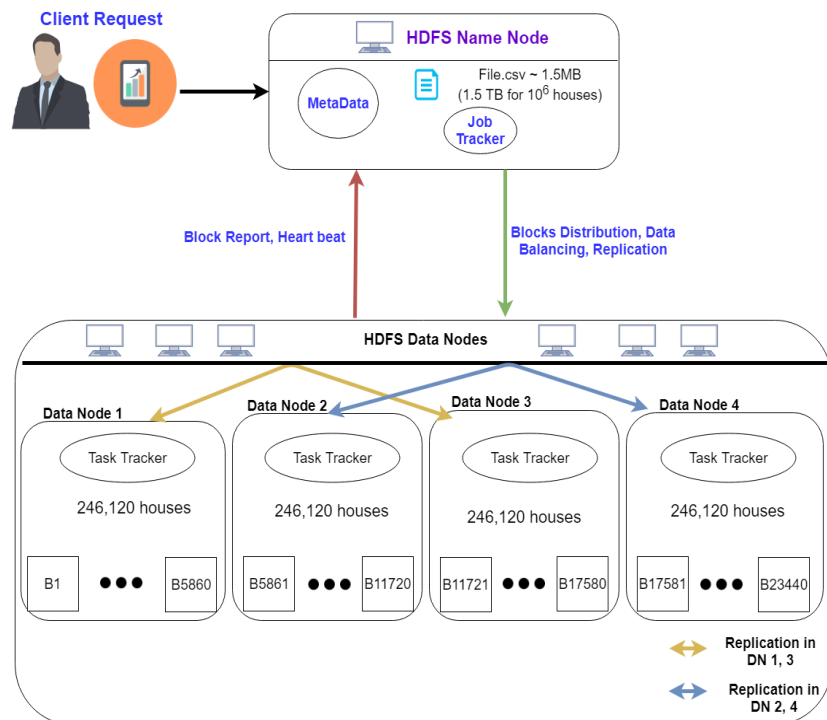 Client Request
HDFS Name Node
MetaData
File.csv ~ 1.5MB
(1.5 TB for 10⁶ houses)
Job
Tracker
Block Report, Heart beat
Blocks Distribution, Data
Balancing, Replication
HDFS Data Nodes
Data Node 1
Data Node 2
Data Node 3
Data Node 4
Task Tracker
Task Tracker
Task Tracker
Task Tracker
246,120 houses
246,120 houses
246,120 houses
246,120 houses
B1
B5860
B5861
B11720
B11721
B17580
B17581
B23440
Replication in
DN 1, 3
Replication in
DN 2, 4